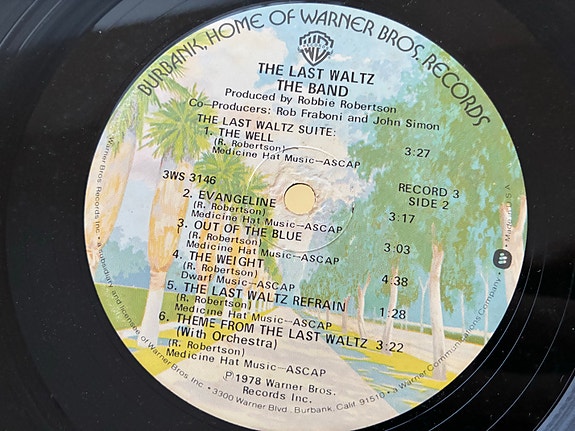 BURBANK, HOME OF WARNER BROS. RECORDS
THE LAST WALTZ
THE BAND
Produced by Robbie Robertson
Co-Producers: Rob Fraboni and John Simon
THE LAST WALTZ SUITE:
1. THE WELL 3:27
(R. Robertson)
Medicine Hat Music—ASCAP
3WS 3146
RECORD 3
SIDE 2
2. EVANGELINE 3:17
(R. Robertson)
Medicine Hat Music—ASCAP
3. OUT OF THE BLUE 3:03
(R. Robertson)
Medicine Hat Music—ASCAP
4. THE WEIGHT 4:38
(R. Robertson)
Dwarf Music—ASCAP
5. THE LAST WALTZ REFRAIN 1:28
(R. Robertson)
Medicine Hat Music—ASCAP
6. THEME FROM THE LAST WALTZ 3:22
(With Orchestra)
(R. Robertson)
Medicine Hat Music—ASCAP
℗1978 Warner Bros.
Records Inc.
Warner Bros. Records Inc., a subsidiary and licensee of Warner Bros. Inc. • 3300 Warner Blvd., Burbank, Calif. 91510 • a Warner Communications Company • Made in U.S.A.